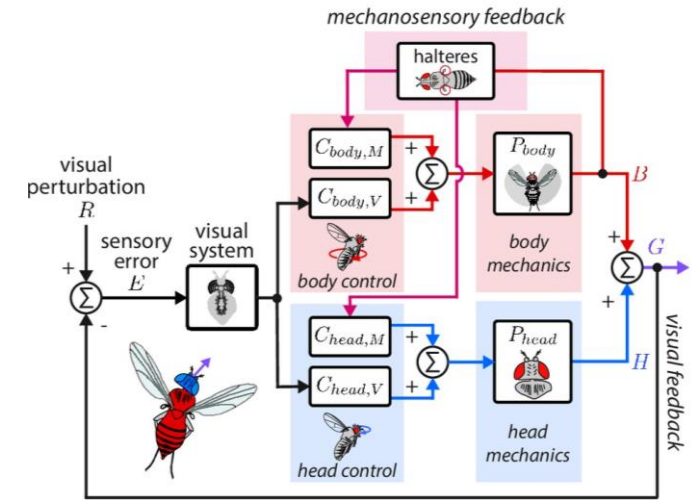 mechanosensory feedback
halteres
visual
perturbation
R
+
Σ
-
sensory
error
E
visual
system
C_{body,M}
+
C_{body,V}
+
Σ
body control
P_{body}
body
mechanics
B
C_{head,M}
+
C_{head,V}
+
Σ
head control
P_{head}
head
mechanics
H
+
Σ
+
G
visual feedback